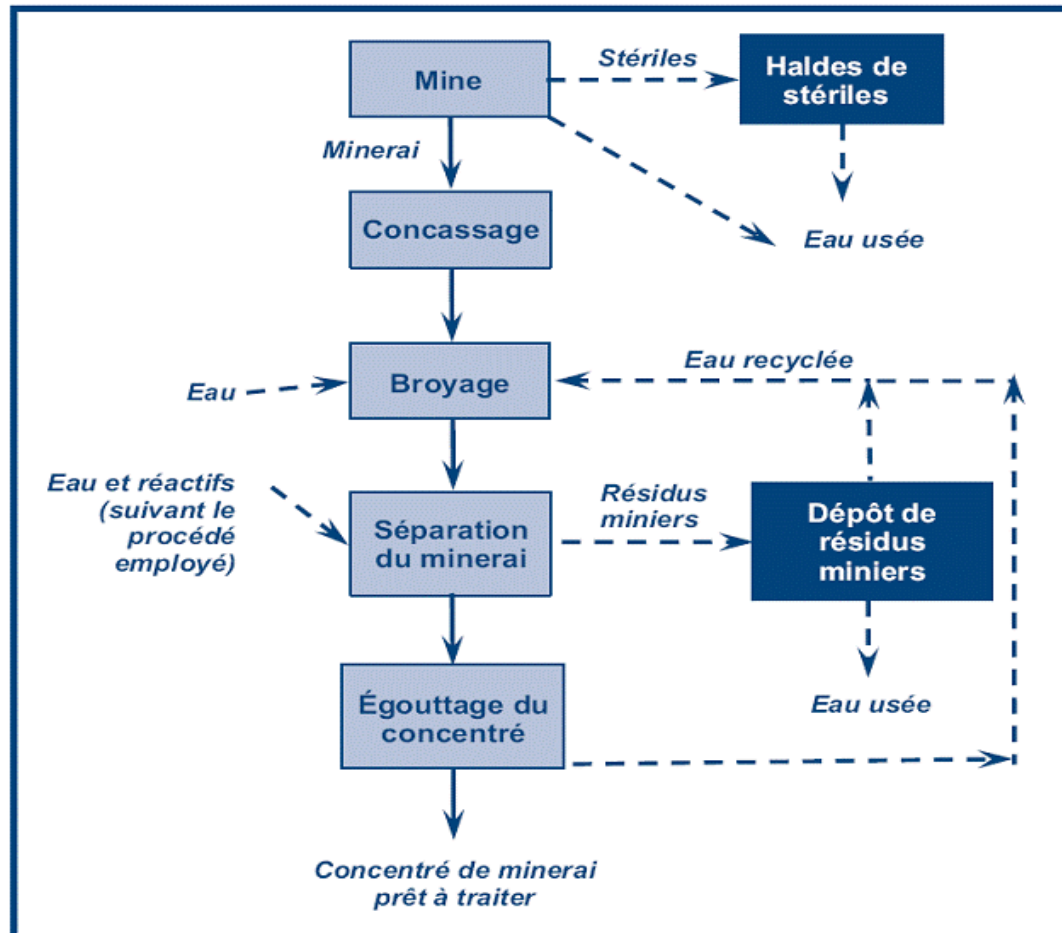 Mine
Stériles
Haldes de
stériles
Minerai
Concassage
Eau usée
Eau recyclée
Eau
Broyage
Eau et réactifs
(suivant le
procédé
employé)
Séparation
du minerai
Résidus
miniers
Dépôt de
résidus
miniers
Égouttage du
concentré
Eau usée
Concentré de minerai
prêt à traiter